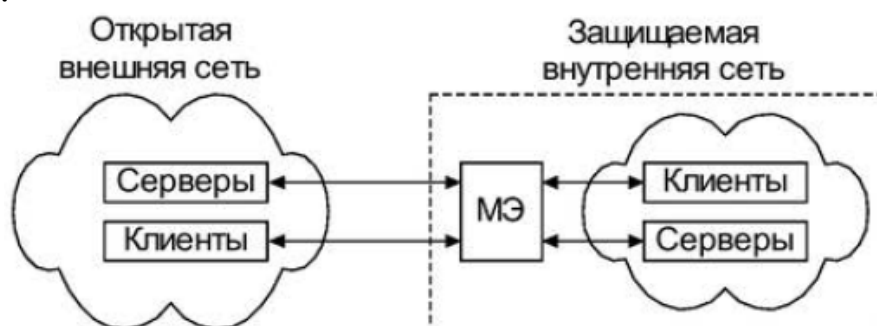 Открытая
внешняя сеть
Защищаемая
внутренняя сеть
Серверы
Клиенты
МЭ
Клиенты
Серверы